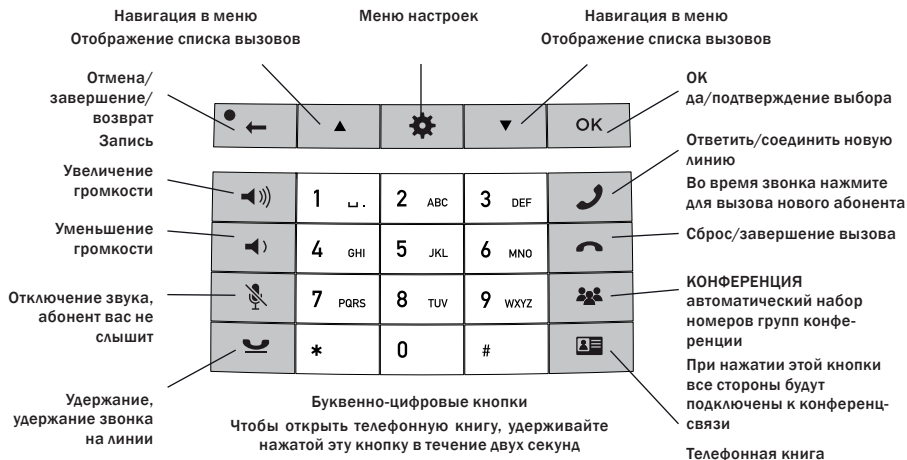 Навигация в меню
Отображение списка вызовов
Меню настроек
Навигация в меню
Отображение списка вызовов
Отмена/
завершение/
возврат
Запись
OK
да/подтверждение выбора
OK
Увеличение
громкости
Ответить/соединить новую
линию
Во время звонка нажмите
для вызова нового абонента
1 ␣ .
2 ABC
3 DEF
Уменьшение
громкости
Сброс/завершение вызова
4 GHI
5 JKL
6 MNO
Отключение звука,
абонент вас не
слышит
КОНФЕРЕНЦИЯ
автоматический набор
номеров групп конфе-
ренции
При нажатии этой кнопки
все стороны будут
подключены к конференц-
связи
7 PQRS
8 TUV
9 WXYZ
* 0 #
Удержание,
удержание звонка
на линии
Буквенно-цифровые кнопки
Чтобы открыть телефонную книгу, удерживайте
нажатой эту кнопку в течение двух секунд
Телефонная книга